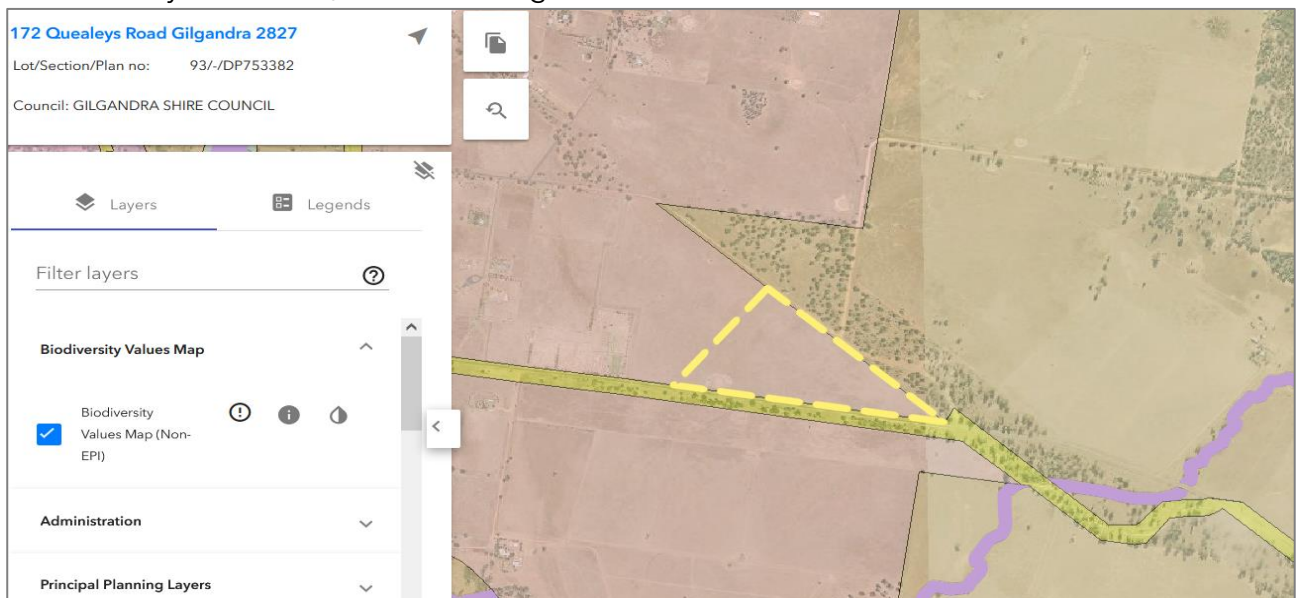 172 Quealeys Road Gilgandra 2827
Lot/Section/Plan no: 93/-/DP753382
Council: GILGANDRA SHIRE COUNCIL
Layers
Legends
Filter layers
Biodiversity Values Map
Biodiversity
Values Map (Non-
EPI)
Administration
Principal Planning Layers